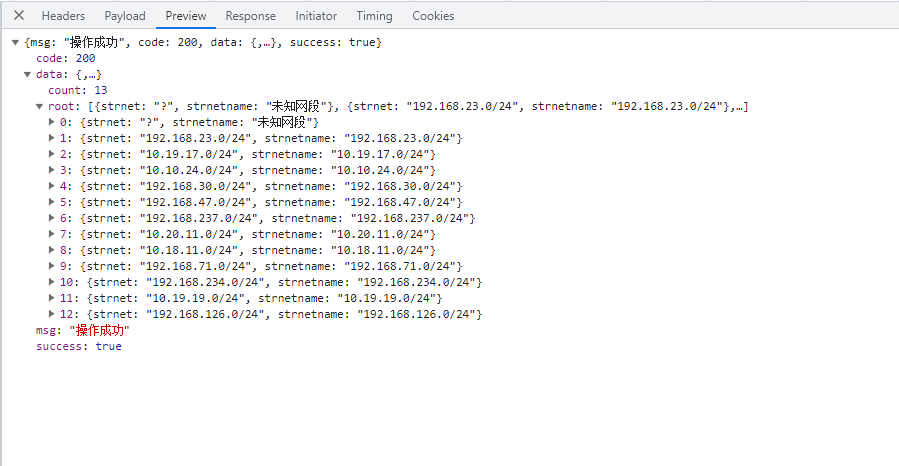 Headers Payload Preview Response Initiator Timing Cookies
{msg: "操作成功", code: 200, data: {,…}, success: true}
code: 200
data: {,…}
count: 13
root: [{strnet: "?", strnetname: "未知网段"}, {strnet: "192.168.23.0/24", strnetname: "192.168.23.0/24"},…]
0: {strnet: "?", strnetname: "未知网段"}
1: {strnet: "192.168.23.0/24", strnetname: "192.168.23.0/24"}
2: {strnet: "10.19.17.0/24", strnetname: "10.19.17.0/24"}
3: {strnet: "10.10.24.0/24", strnetname: "10.10.24.0/24"}
4: {strnet: "192.168.30.0/24", strnetname: "192.168.30.0/24"}
5: {strnet: "192.168.47.0/24", strnetname: "192.168.47.0/24"}
6: {strnet: "192.168.237.0/24", strnetname: "192.168.237.0/24"}
7: {strnet: "10.20.11.0/24", strnetname: "10.20.11.0/24"}
8: {strnet: "10.18.11.0/24", strnetname: "10.18.11.0/24"}
9: {strnet: "192.168.71.0/24", strnetname: "192.168.71.0/24"}
10: {strnet: "192.168.234.0/24", strnetname: "192.168.234.0/24"}
11: {strnet: "10.19.19.0/24", strnetname: "10.19.19.0/24"}
12: {strnet: "192.168.126.0/24", strnetname: "192.168.126.0/24"}
msg: "操作成功"
success: true